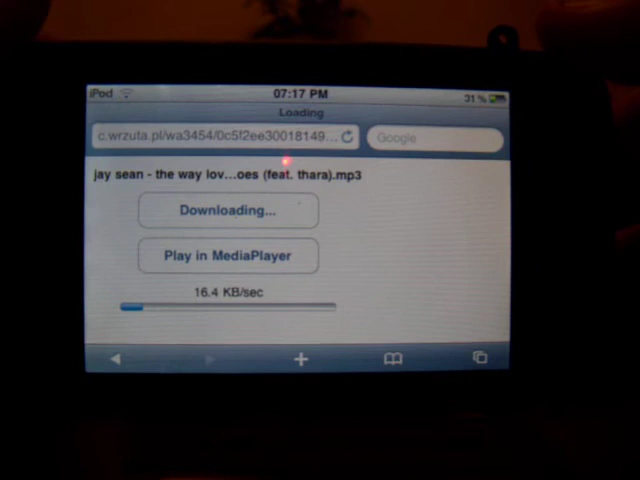 iPod 07:17 PM 31 %
Loading
c.wrzuta.pl/wa3454/0c5f2ee30018149... Google
jay sean - the way lov...oes (feat. thara).mp3
Downloading...
Play in MediaPlayer
16.4 KB/sec